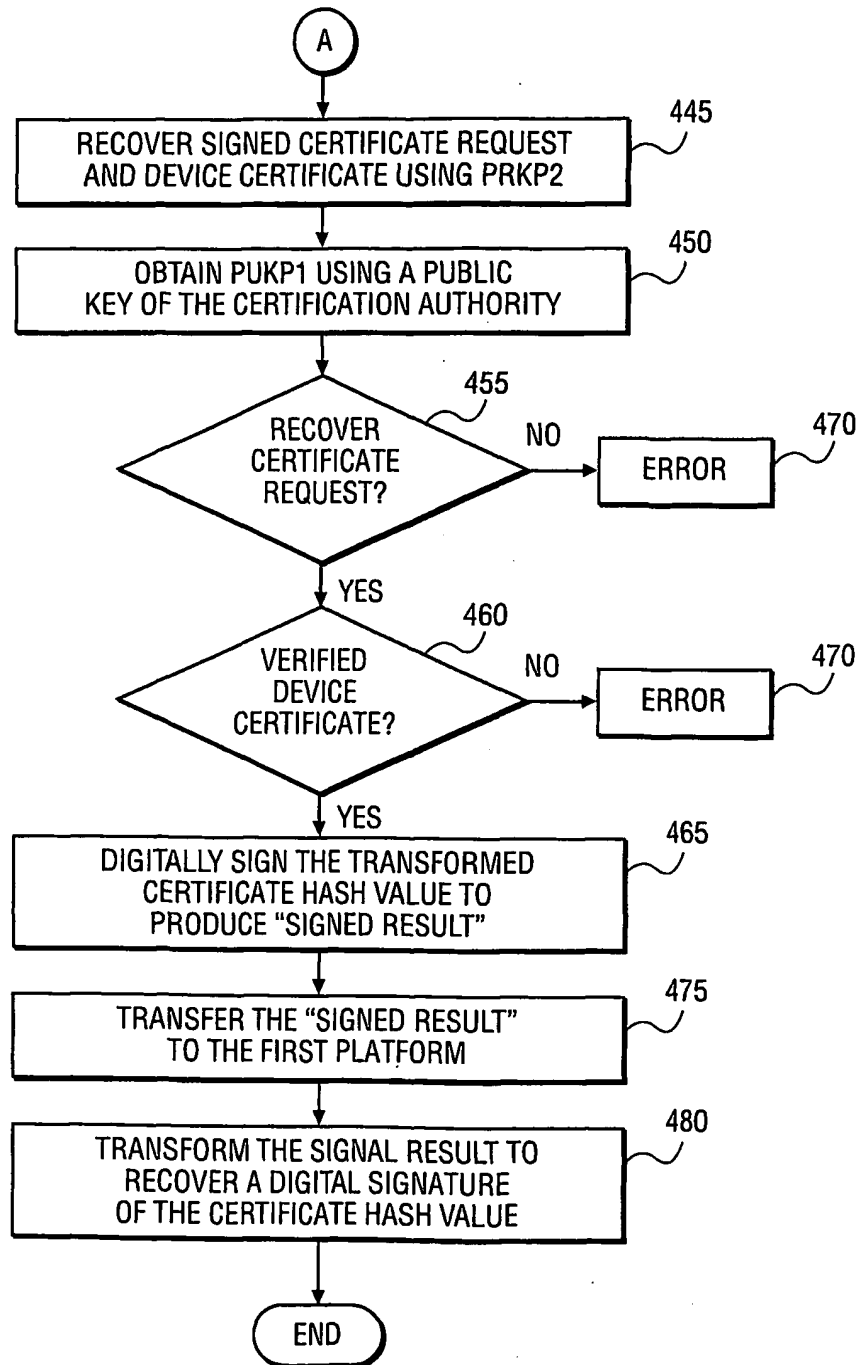 A
RECOVER SIGNED CERTIFICATE REQUEST
AND DEVICE CERTIFICATE USING PRKP2
445
OBTAIN PUKP1 USING A PUBLIC
KEY OF THE CERTIFICATION AUTHORITY
450
RECOVER
CERTIFICATE
REQUEST?
455
NO
ERROR
470
YES
VERIFIED
DEVICE
CERTIFICATE?
460
NO
ERROR
470
YES
DIGITALLY SIGN THE TRANSFORMED
CERTIFICATE HASH VALUE TO
PRODUCE “SIGNED RESULT”
465
TRANSFER THE “SIGNED RESULT”
TO THE FIRST PLATFORM
475
TRANSFORM THE SIGNAL RESULT TO
RECOVER A DIGITAL SIGNATURE
OF THE CERTIFICATE HASH VALUE
480
END